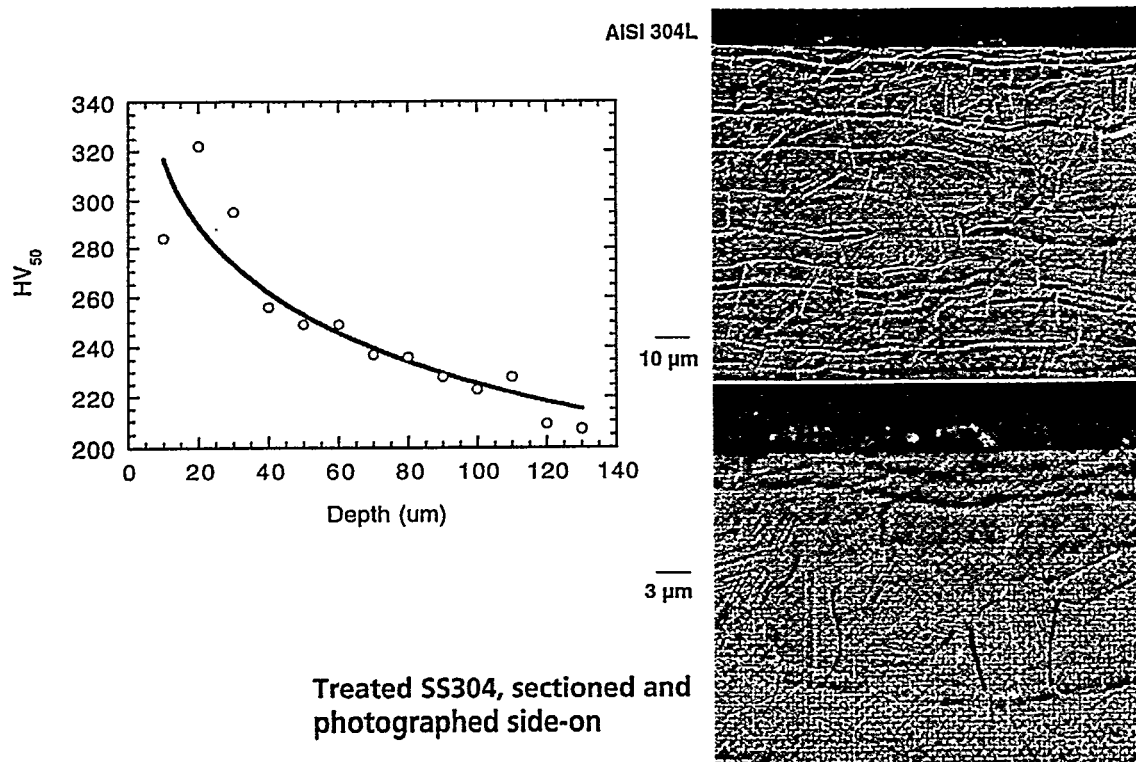 AISI 304L
340
320
300
280
260
240
220
200
HV50
0 20 40 60 80 100 120 140
Depth (um)
10 µm
3 µm
Treated SS304, sectioned and
photographed side-on